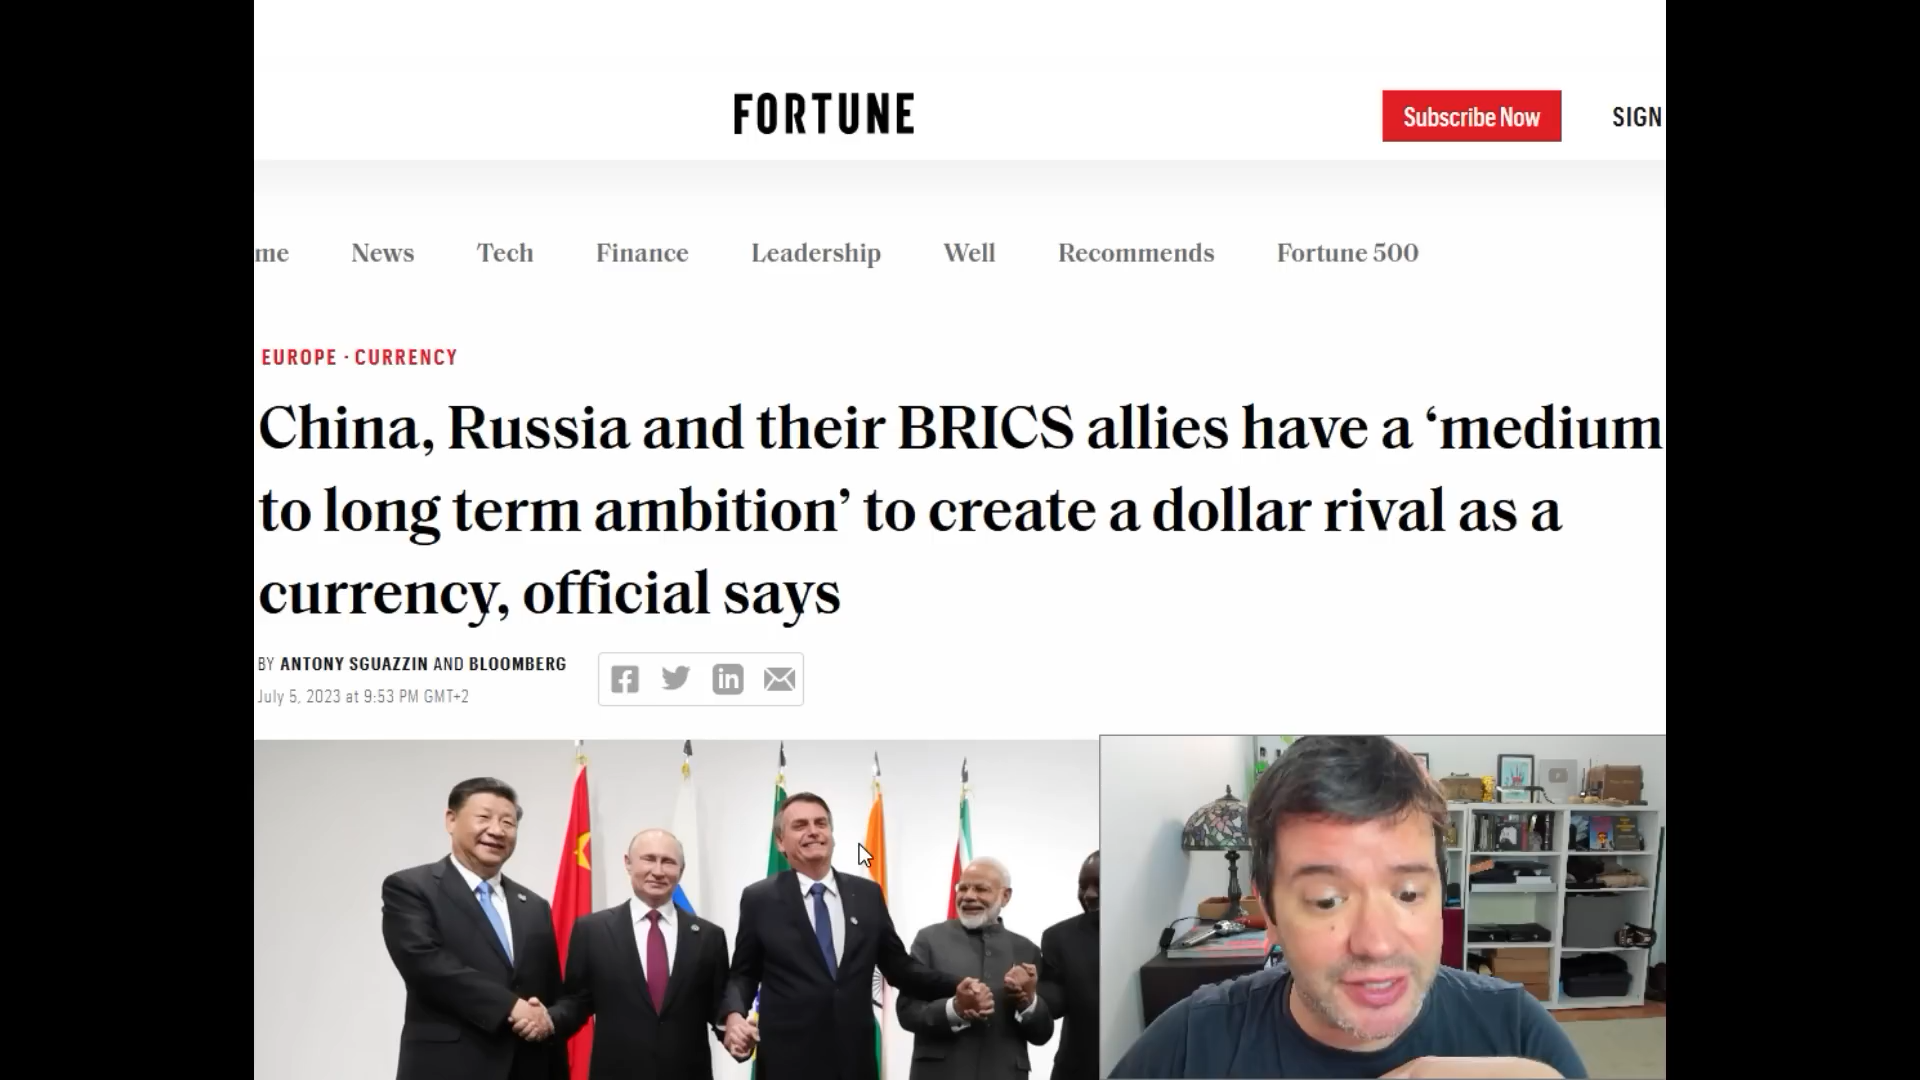 FORTUNE
Subscribe Now
SIGN
me News Tech Finance Leadership Well Recommends Fortune 500
EUROPE · CURRENCY
China, Russia and their BRICS allies have a ‘medium
to long term ambition’ to create a dollar rival as a
currency, official says
BY ANTONY SGUAZZIN AND BLOOMBERG
July 5, 2023 at 9:53 PM GMT+2